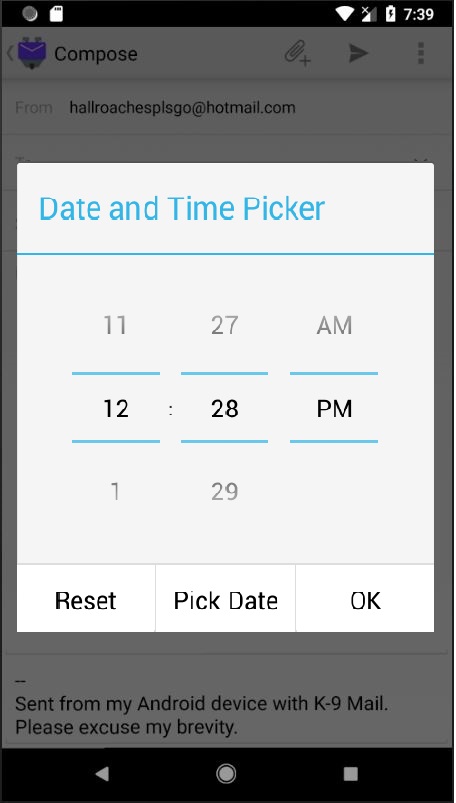 7:39
Compose
From hallroachesplsgo@hotmail.com
Date and Time Picker
11 27 AM
12 : 28 PM
1 29
Reset Pick Date OK
--
Sent from my Android device with K-9 Mail.
Please excuse my brevity.